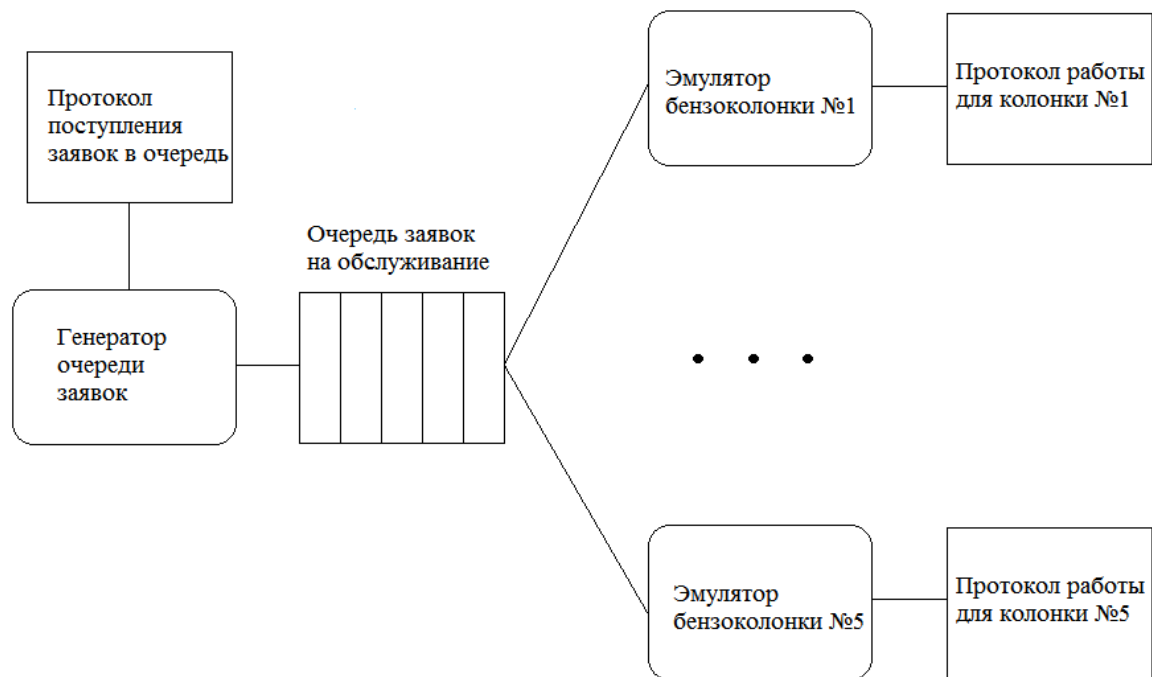 Протокол
поступления
заявок в очередь
Генератор
очереди
заявок
Очередь заявок
на обслуживание
Эмулятор
бензоколонки №1
Протокол работы
для колонки №1
Эмулятор
бензоколонки №5
Протокол работы
для колонки №5